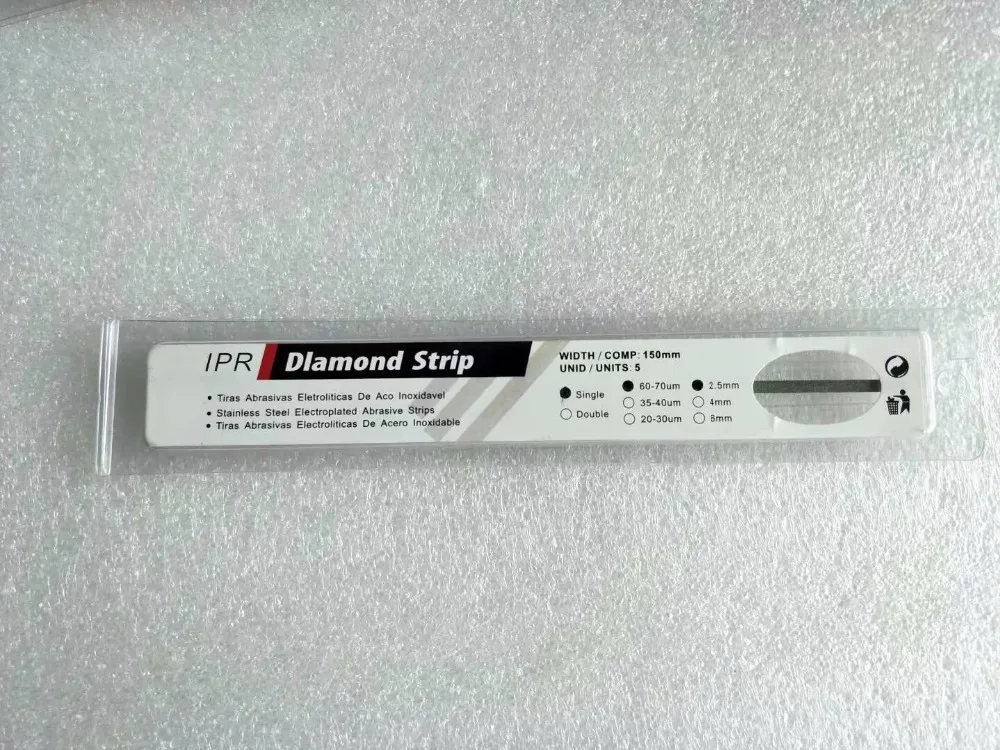 IPR Diamond Strip
• Tiras Abrasivas Eletroliticas De Aco Inoxidavel
• Stainless Steel Electroplated Abrasive Strips
• Tiras Abrasivas Electroliticas De Acero Inoxidable
WIDTH / COMP: 150mm
UNID / UNITS: 5
Single
Double
60-70um
35-40um
20-30um
2.5mm
4mm
6mm